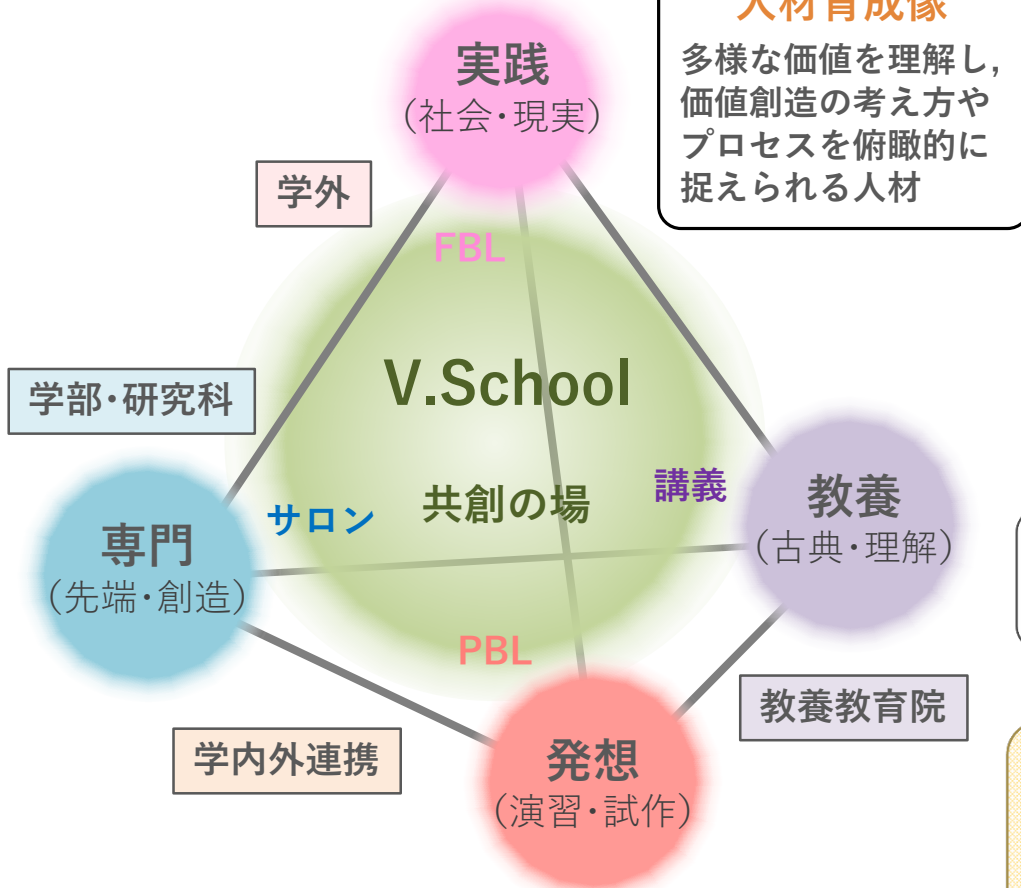 人材育成像
多様な価値を理解し,
価値創造の考え方や
プロセスを俯瞰的に
捉えられる人材
実践
(社会・現実)
学外
FBL
V.School
学部・研究科
共創の場
講義
サロン
教養
(古典・理解)
専門
(先端・創造)
PBL
教養教育院
学内外連携
発想
(演習・試作)